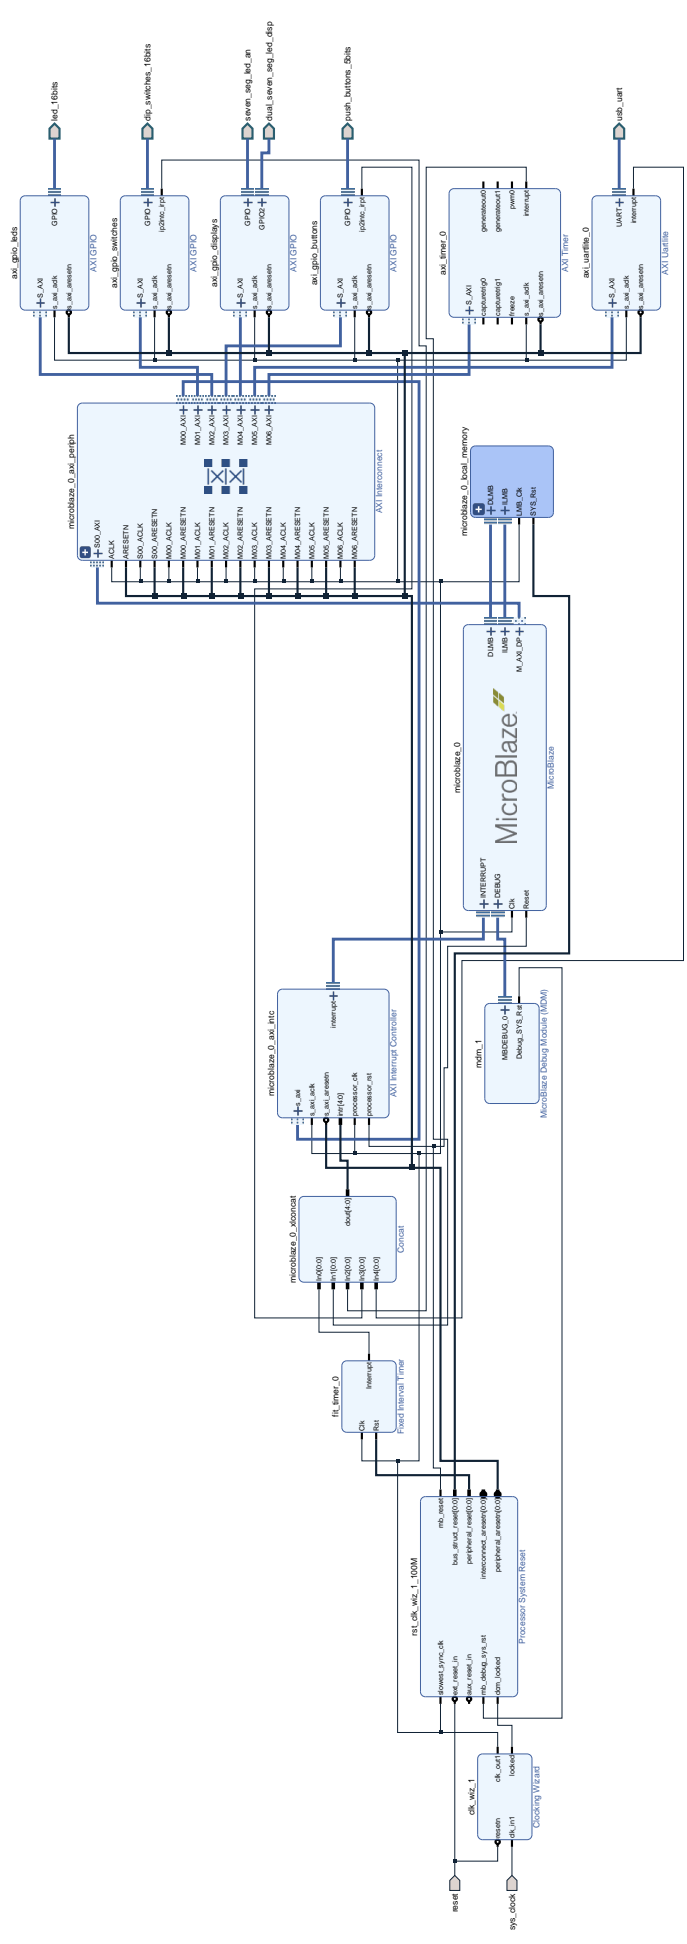 reset
sys_clock
clk_wiz_1
resetn
clk_in1
clk_out1
locked
Clocking Wizard
rst_clk_wiz_1_100M
slowest_sync_clk
ext_reset_in
aux_reset_in
mb_debug_sys_rst
dcm_locked
mb_reset
bus_struct_reset[0:0]
peripheral_reset[0:0]
interconnect_aresetn[0:0]
peripheral_aresetn[0:0]
Processor System Reset
fit_timer_0
Clk
Rst
Interrupt
Fixed Interval Timer
microblaze_0_xlconcat
In0[0:0]
In1[0:0]
In2[0:0]
In3[0:0]
In4[0:0]
dout[4:0]
Concat
microblaze_0_axi_intc
s_axi
s_axi_aclk
s_axi_aresetn
intr[4:0]
processor_clk
processor_rst
interrupt
AXI Interrupt Controller
mdm_1
MBDEBUG_0
Debug_SYS_Rst
MicroBlaze Debug Module (MDM)
microblaze_0
INTERRUPT
DEBUG
Clk
Reset
MicroBlaze
DLMB
ILMB
M_AXI_DP
MicroBlaze
microblaze_0_local_memory
DLMB
ILMB
LMB_Clk
SYS_Rst
microblaze_0_axi_periph
S00_AXI
ACLK
ARESETN
S00_ACLK
S00_ARESETN
M00_ACLK
M00_ARESETN
M01_ACLK
M01_ARESETN
M02_ACLK
M02_ARESETN
M03_ACLK
M03_ARESETN
M04_ACLK
M04_ARESETN
M05_ACLK
M05_ARESETN
M06_ACLK
M06_ARESETN
M00_AXI
M01_AXI
M02_AXI
M03_AXI
M04_AXI
M05_AXI
M06_AXI
AXI Interconnect
axi_gpio_leds
S_AXI
s_axi_aclk
s_axi_aresetn
GPIO
AXI GPIO
led_16bits
axi_gpio_switches
S_AXI
s_axi_aclk
s_axi_aresetn
GPIO
ip2intc_irpt
AXI GPIO
dip_switches_16bits
axi_gpio_displays
S_AXI
s_axi_aclk
s_axi_aresetn
GPIO
GPIO2
AXI GPIO
seven_seg_led_an
dual_seven_seg_led_disp
axi_gpio_buttons
S_AXI
s_axi_aclk
s_axi_aresetn
GPIO
ip2intc_irpt
AXI GPIO
push_buttons_5bits
axi_timer_0
S_AXI
capturetrig0
capturetrig1
freeze
s_axi_aclk
s_axi_aresetn
generateout0
generateout1
pwm0
interrupt
AXI Timer
axi_uartlite_0
S_AXI
s_axi_aclk
s_axi_aresetn
UART
interrupt
AXI Uartlite
usb_uart